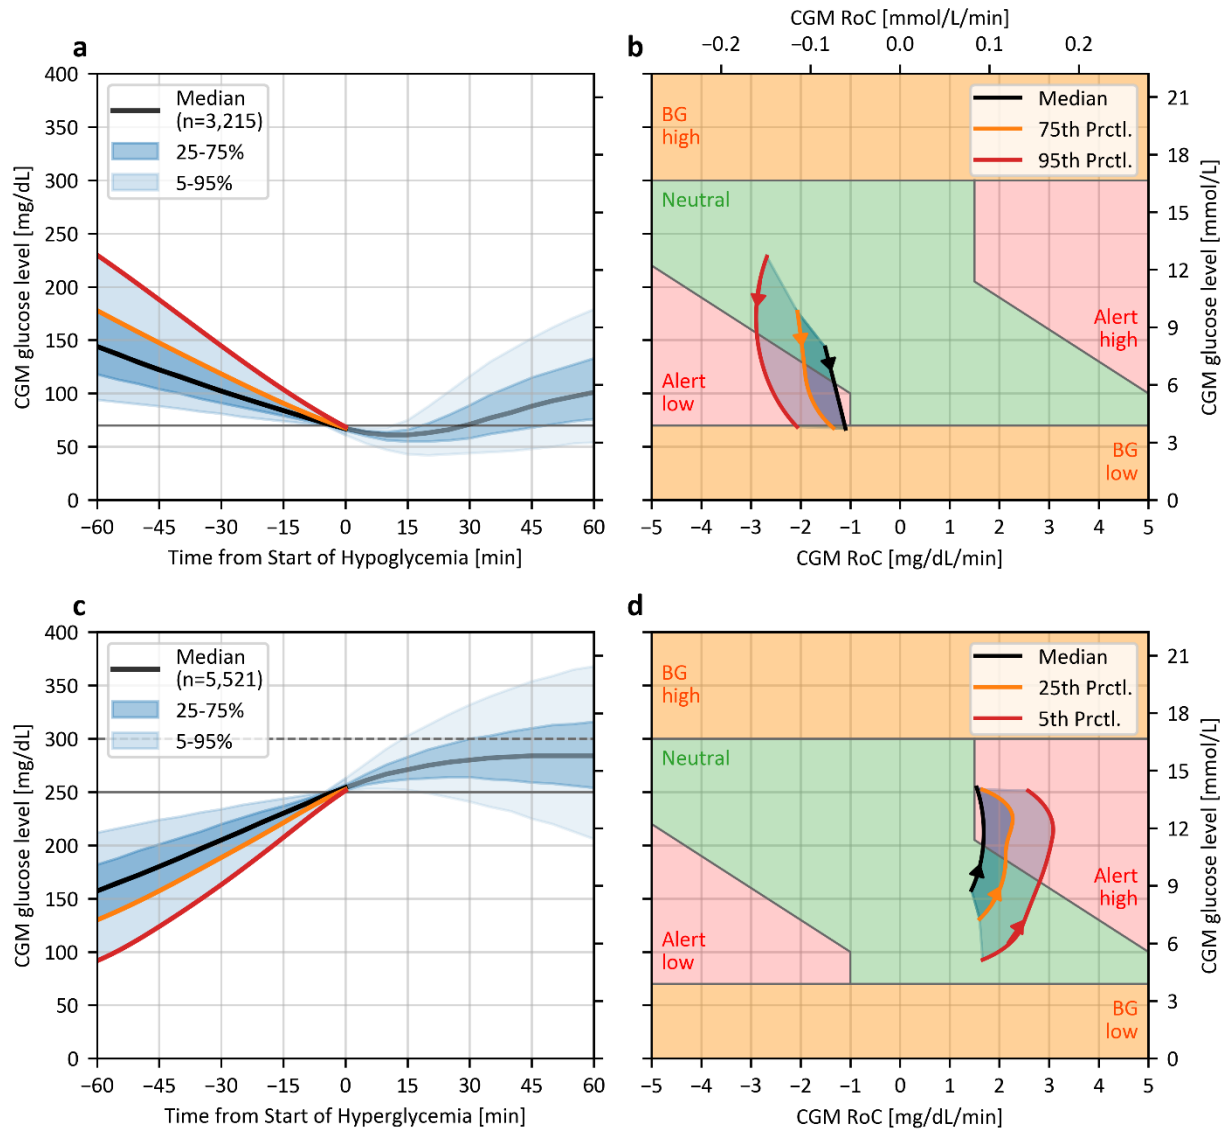 a
400
350
300
250
200
150
100
50
0
CGM glucose level [mg/dL]
Median
(n=3,215)
25-75%
5-95%
−60 −45 −30 −15 0 15 30 45 60
Time from Start of Hypoglycemia [min]
b
CGM RoC [mmol/L/min]
−0.2 −0.1 0.0 0.1 0.2
BG
high
Neutral
Alert
low
Alert
high
BG
low
Median
75th Prctl.
95th Prctl.
21
18
15
12
9
6
3
0
CGM glucose level [mmol/L]
−5 −4 −3 −2 −1 0 1 2 3 4 5
CGM RoC [mg/dL/min]
c
400
350
300
250
200
150
100
50
0
CGM glucose level [mg/dL]
Median
(n=5,521)
25-75%
5-95%
−60 −45 −30 −15 0 15 30 45 60
Time from Start of Hyperglycemia [min]
d
BG
high
Neutral
Alert
low
Alert
high
BG
low
Median
25th Prctl.
5th Prctl.
21
18
15
12
9
6
3
0
CGM glucose level [mmol/L]
−5 −4 −3 −2 −1 0 1 2 3 4 5
CGM RoC [mg/dL/min]